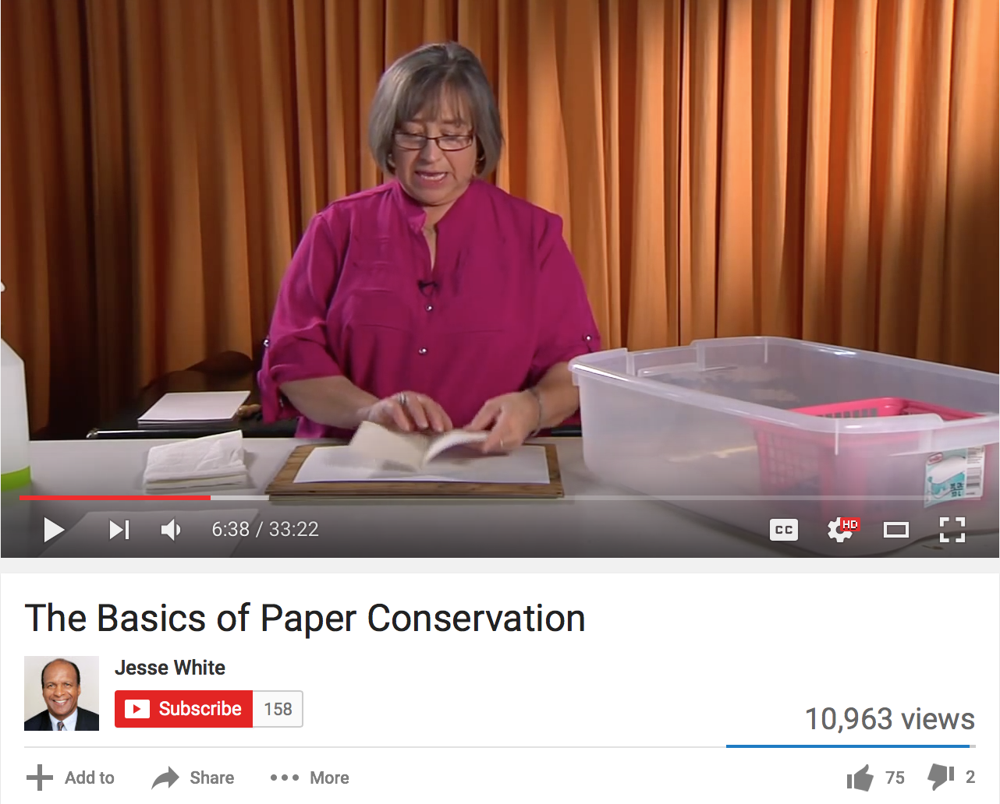 6:38 / 33:22
CC
HD
The Basics of Paper Conservation
Jesse White
Subscribe 158
10,963 views
Add to Share More 75 2